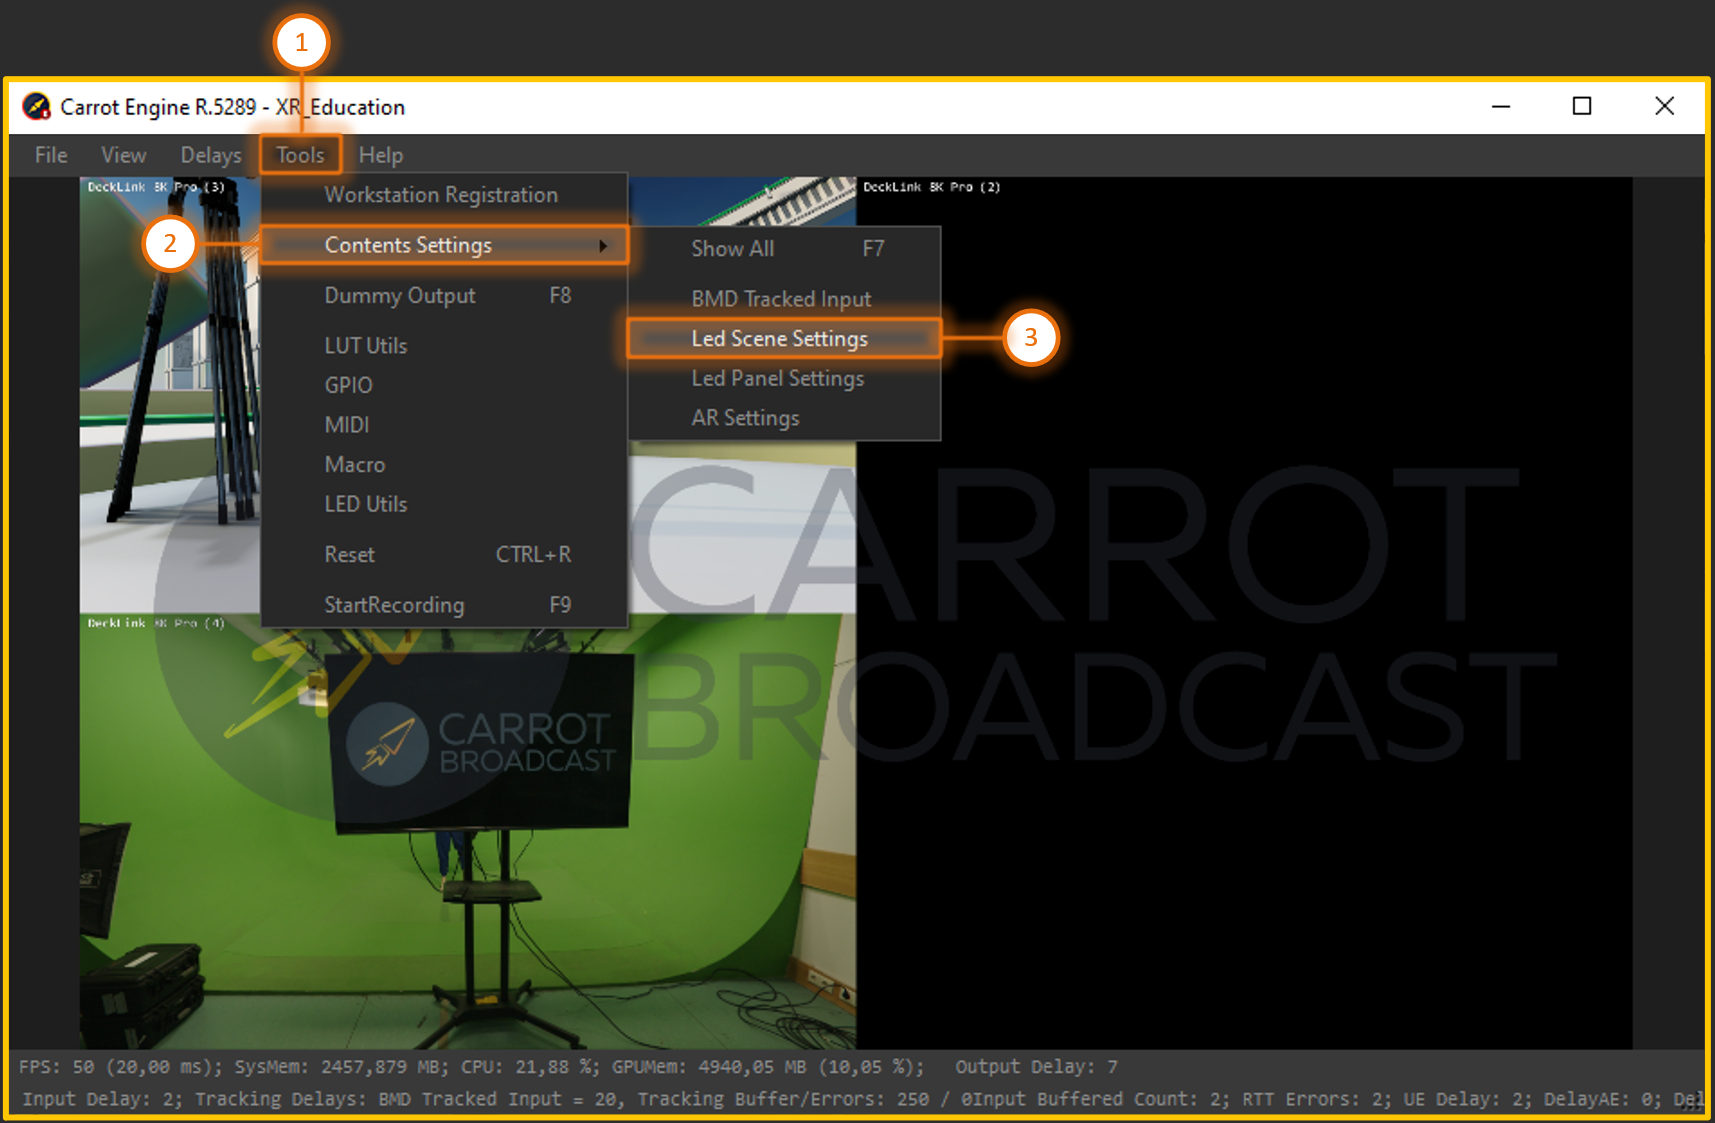 1
Carrot Engine R.5289 - XR_Education
File View Delays Tools Help
DeckLink 8K Pro (3)
DeckLink 8K Pro (2)
Workstation Registration
2
Contents Settings
Show All F7
Dummy Output F8
BMD Tracked Input
Led Scene Settings
3
LUT Utils
Led Panel Settings
GPIO
AR Settings
MIDI
Macro
LED Utils
Reset CTRL+R
StartRecording F9
CARROT
BROADCAST
DeckLink 8K Pro (4)
CARROT
BROADCAST
FPS: 50 (20,00 ms); SysMem: 2457,879 MB; CPU: 21,88 %; GPUMem: 4940,05 MB (10,05 %); Output Delay: 7
Input Delay: 2; Tracking Delays: BMD Tracked Input = 20, Tracking Buffer/Errors: 250 / 0Input Buffered Count: 2; RTT Errors: 2; UE Delay: 2; DelayAE: 0; Del